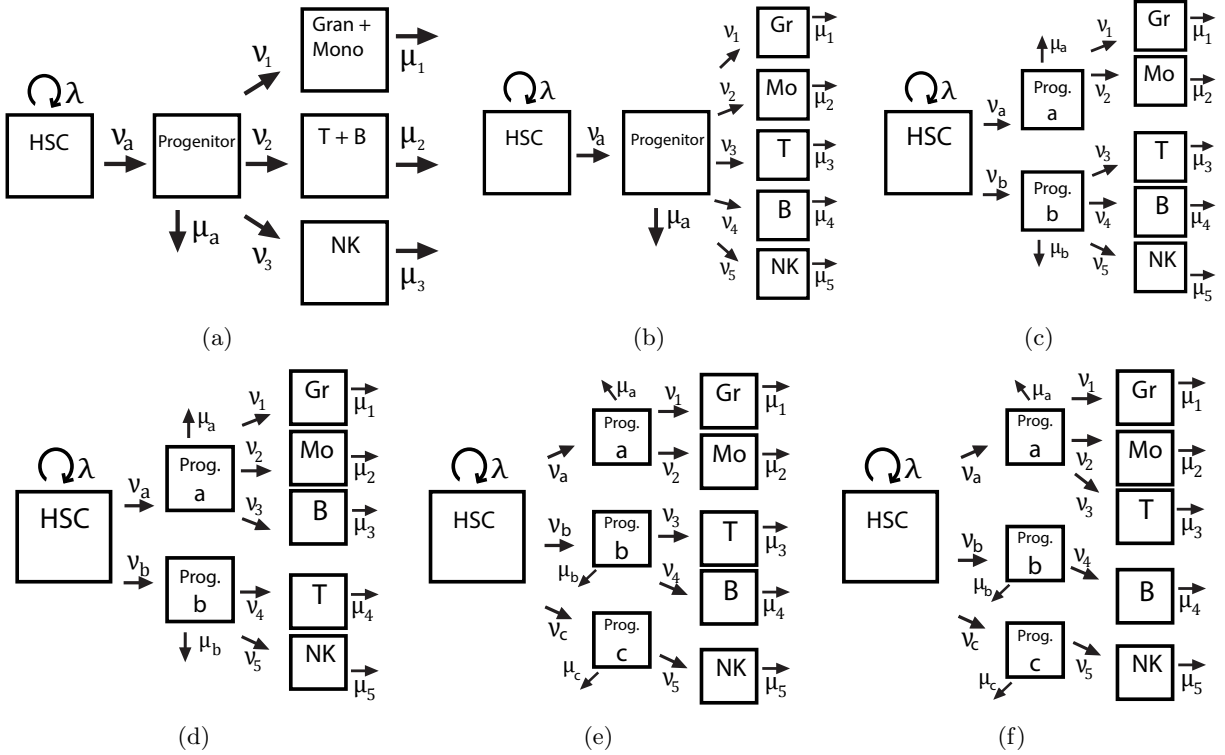 λ
HSC
ν_a
Progenitor
μ_a
ν_1
ν_2
ν_3
Gran +
Mono
μ_1
T + B
μ_2
NK
μ_3
(a)
λ
HSC
ν_a
Progenitor
μ_a
ν_1
ν_2
ν_3
ν_4
ν_5
Gr
μ_1
Mo
μ_2
T
μ_3
B
μ_4
NK
μ_5
(b)
λ
HSC
ν_a
ν_b
μ_a
Prog.
a
Prog.
b
μ_b
ν_1
ν_2
ν_3
ν_4
ν_5
Gr
μ_1
Mo
μ_2
T
μ_3
B
μ_4
NK
μ_5
(c)
λ
HSC
ν_a
ν_b
μ_a
Prog.
a
Prog.
b
μ_b
ν_1
ν_2
ν_3
ν_4
ν_5
Gr
μ_1
Mo
μ_2
B
μ_3
T
μ_4
NK
μ_5
(d)
λ
HSC
ν_a
ν_b
ν_c
μ_a
Prog.
a
Prog.
b
μ_b
Prog.
c
μ_c
ν_1
ν_2
ν_3
ν_4
ν_5
Gr
μ_1
Mo
μ_2
T
μ_3
B
μ_4
NK
μ_5
(e)
λ
HSC
ν_a
ν_b
ν_c
μ_a
Prog.
a
Prog.
b
μ_b
Prog.
c
μ_c
ν_1
ν_2
ν_3
ν_4
ν_5
Gr
μ_1
Mo
μ_2
T
μ_3
B
μ_4
NK
μ_5
(f)